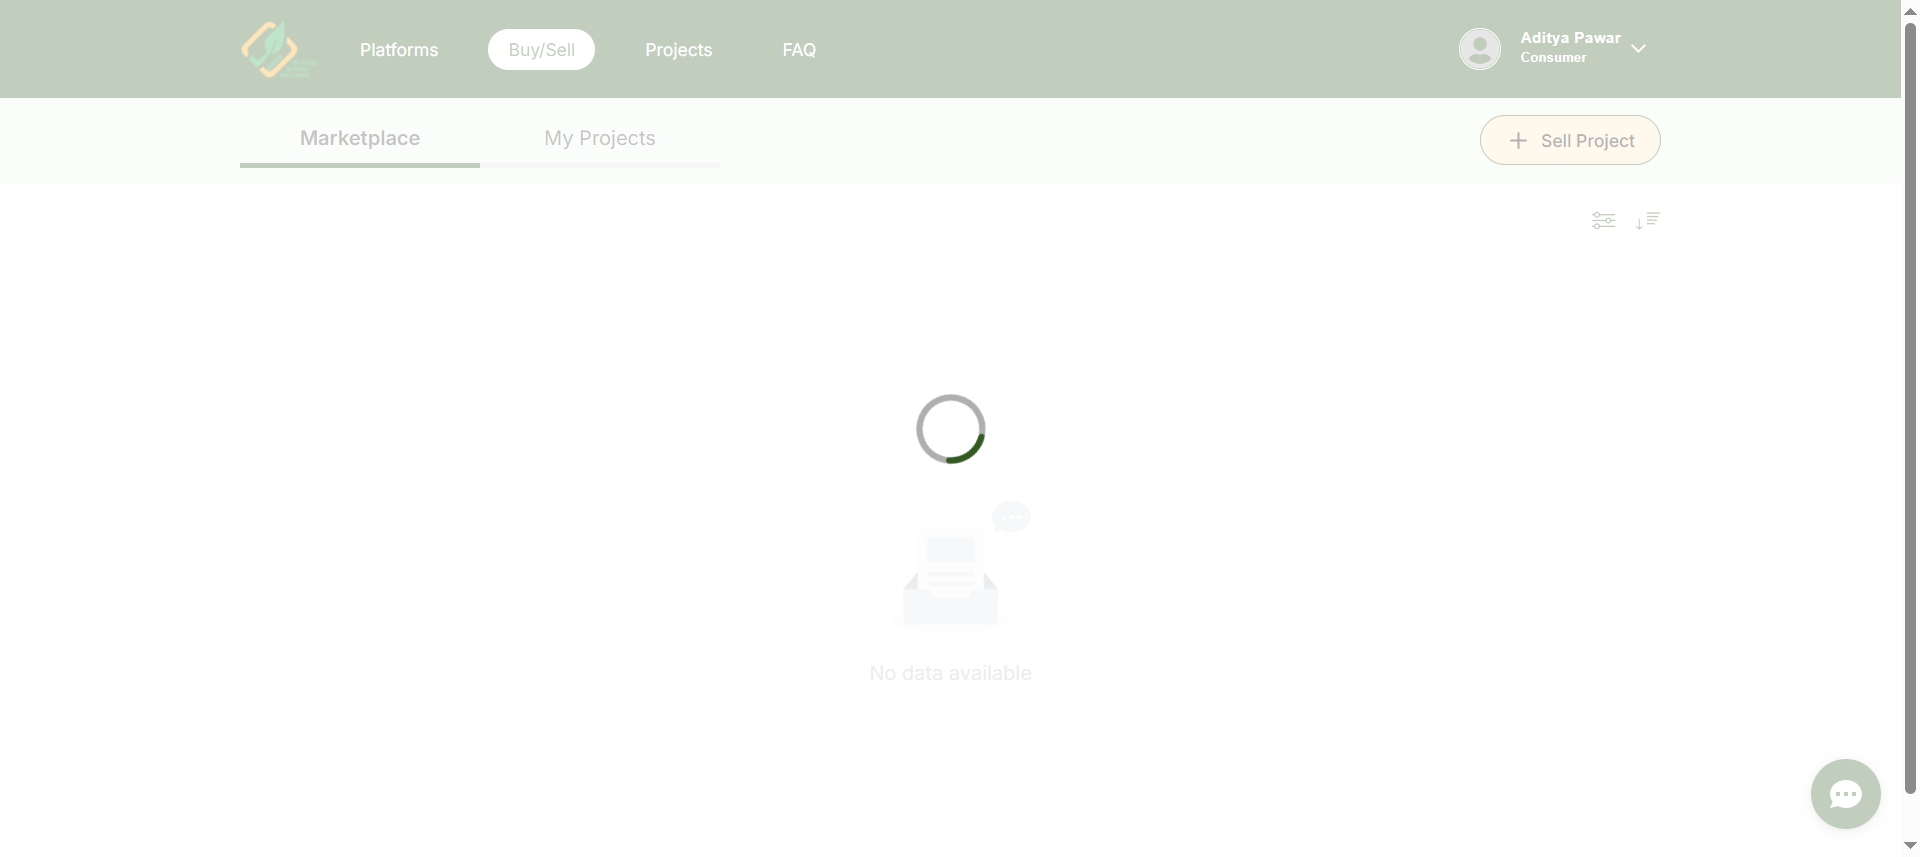 Platforms
Buy/Sell
Projects
FAQ
Aditya Pawar
Consumer
Marketplace
My Projects
Sell Project
No data available